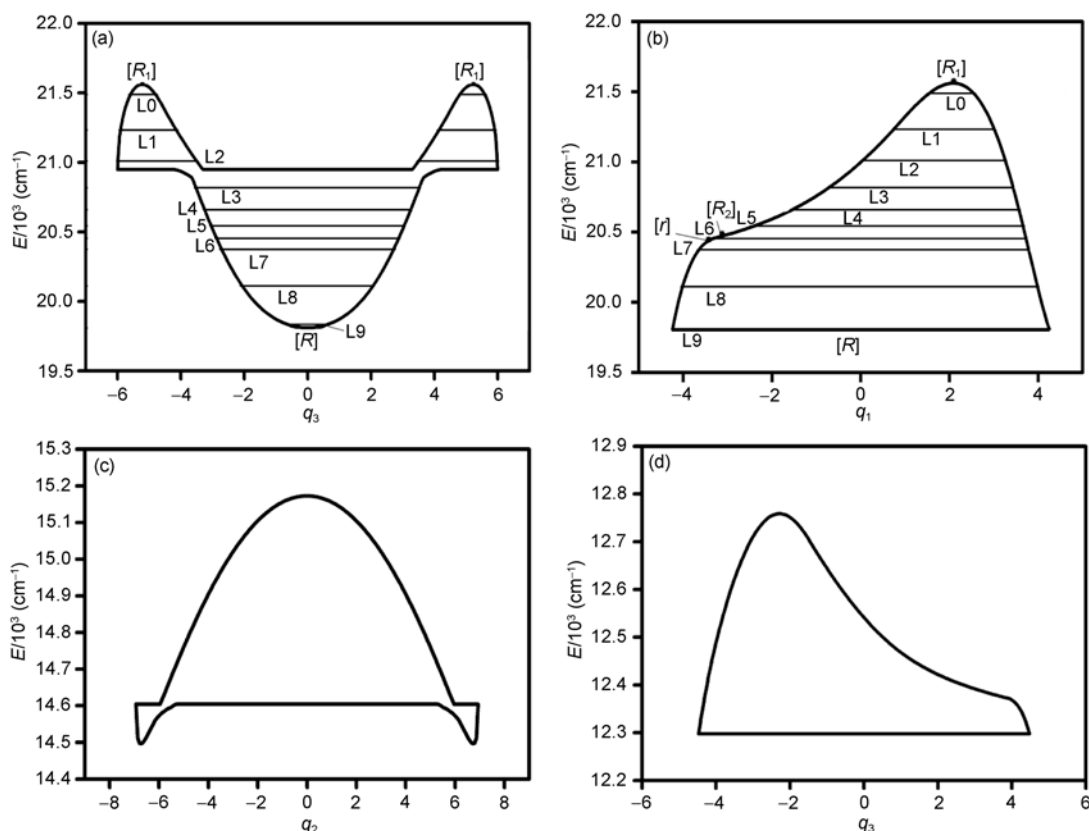 (a)
22.0
21.5
21.0
20.5
20.0
19.5
E/10³ (cm⁻¹)
[R₁] [R₁]
L0
L1
L2
L3
L4
L5
L6
L7
L8
L9
[R]
−6 −4 −2 0 2 4 6
q₃
(b)
22.0
21.5
21.0
20.5
20.0
19.5
E/10³ (cm⁻¹)
[R₁]
L0
L1
L2
L3
L4
[R₂] L5
[r] L6
L7
L8
L9
[R]
−4 −2 0 2 4
q₁
(c)
15.3
15.2
15.1
15.0
14.9
14.8
14.7
14.6
14.5
14.4
E/10³ (cm⁻¹)
−8 −6 −4 −2 0 2 4 6 8
q₂
(d)
12.9
12.8
12.7
12.6
12.5
12.4
12.3
12.2
E/10³ (cm⁻¹)
−6 −4 −2 0 2 4 6
q₃